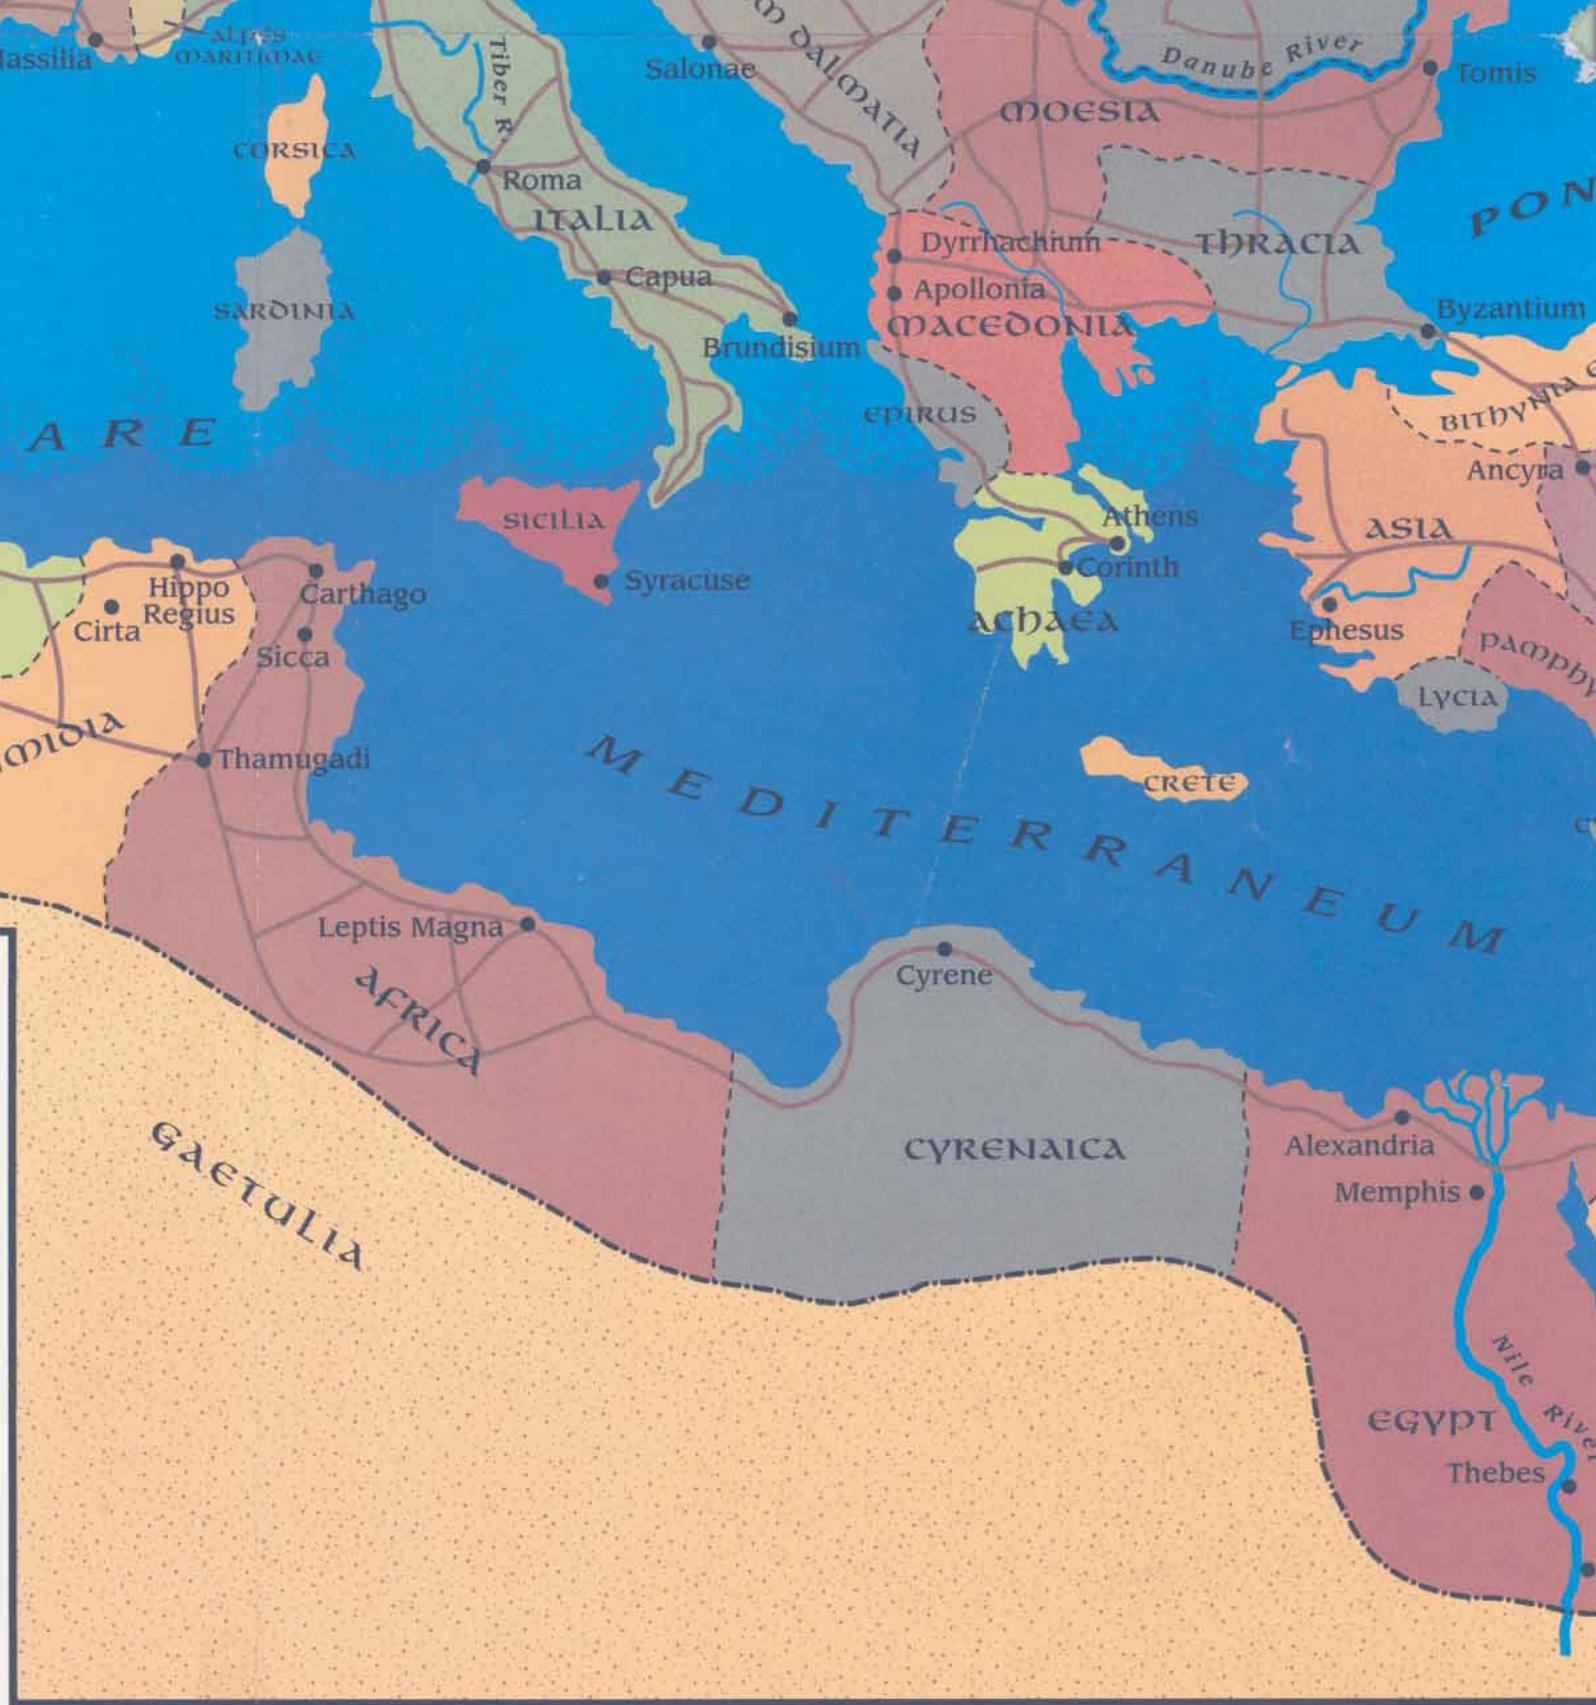 ALPES
MARITIMAE
Tiber R.
Salonae
DALMATIA
Danube River
Tomis
MOESIA
CORSICA
Roma
ITALIA
PON
Dyrrhachium
THRACIA
Capua
Apollonia
SARDINIA
MACEDONIA
Byzantium
Brundisium
EPIRUS
BITHYNIA
ARE
Ancyra
SICILIA
Athens
ASIA
Hippo
Regius
Syracuse
Corinth
Carthago
Cirta
ACHAEA
Ephesus
Sicca
PAMPHY
LYCIA
MIDIA
Thamugadi
MEDITERRANEUM
CRETE
Leptis Magna
Cyrene
AFRICA
CYRENAICA
Alexandria
GAETULIA
Memphis
Nile River
EGYPT
Thebes